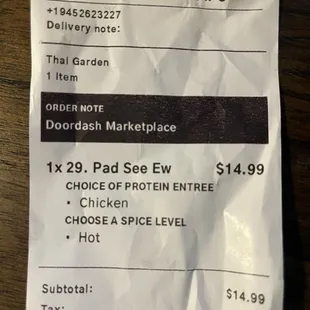 +19452623227
Delivery note:
Thai Garden
1 Item
ORDER NOTE
Doordash Marketplace
1x 29. Pad See Ew $14.99
CHOICE OF PROTEIN ENTREE
• Chicken
CHOOSE A SPICE LEVEL
• Hot
Subtotal: $14.99
Tax: